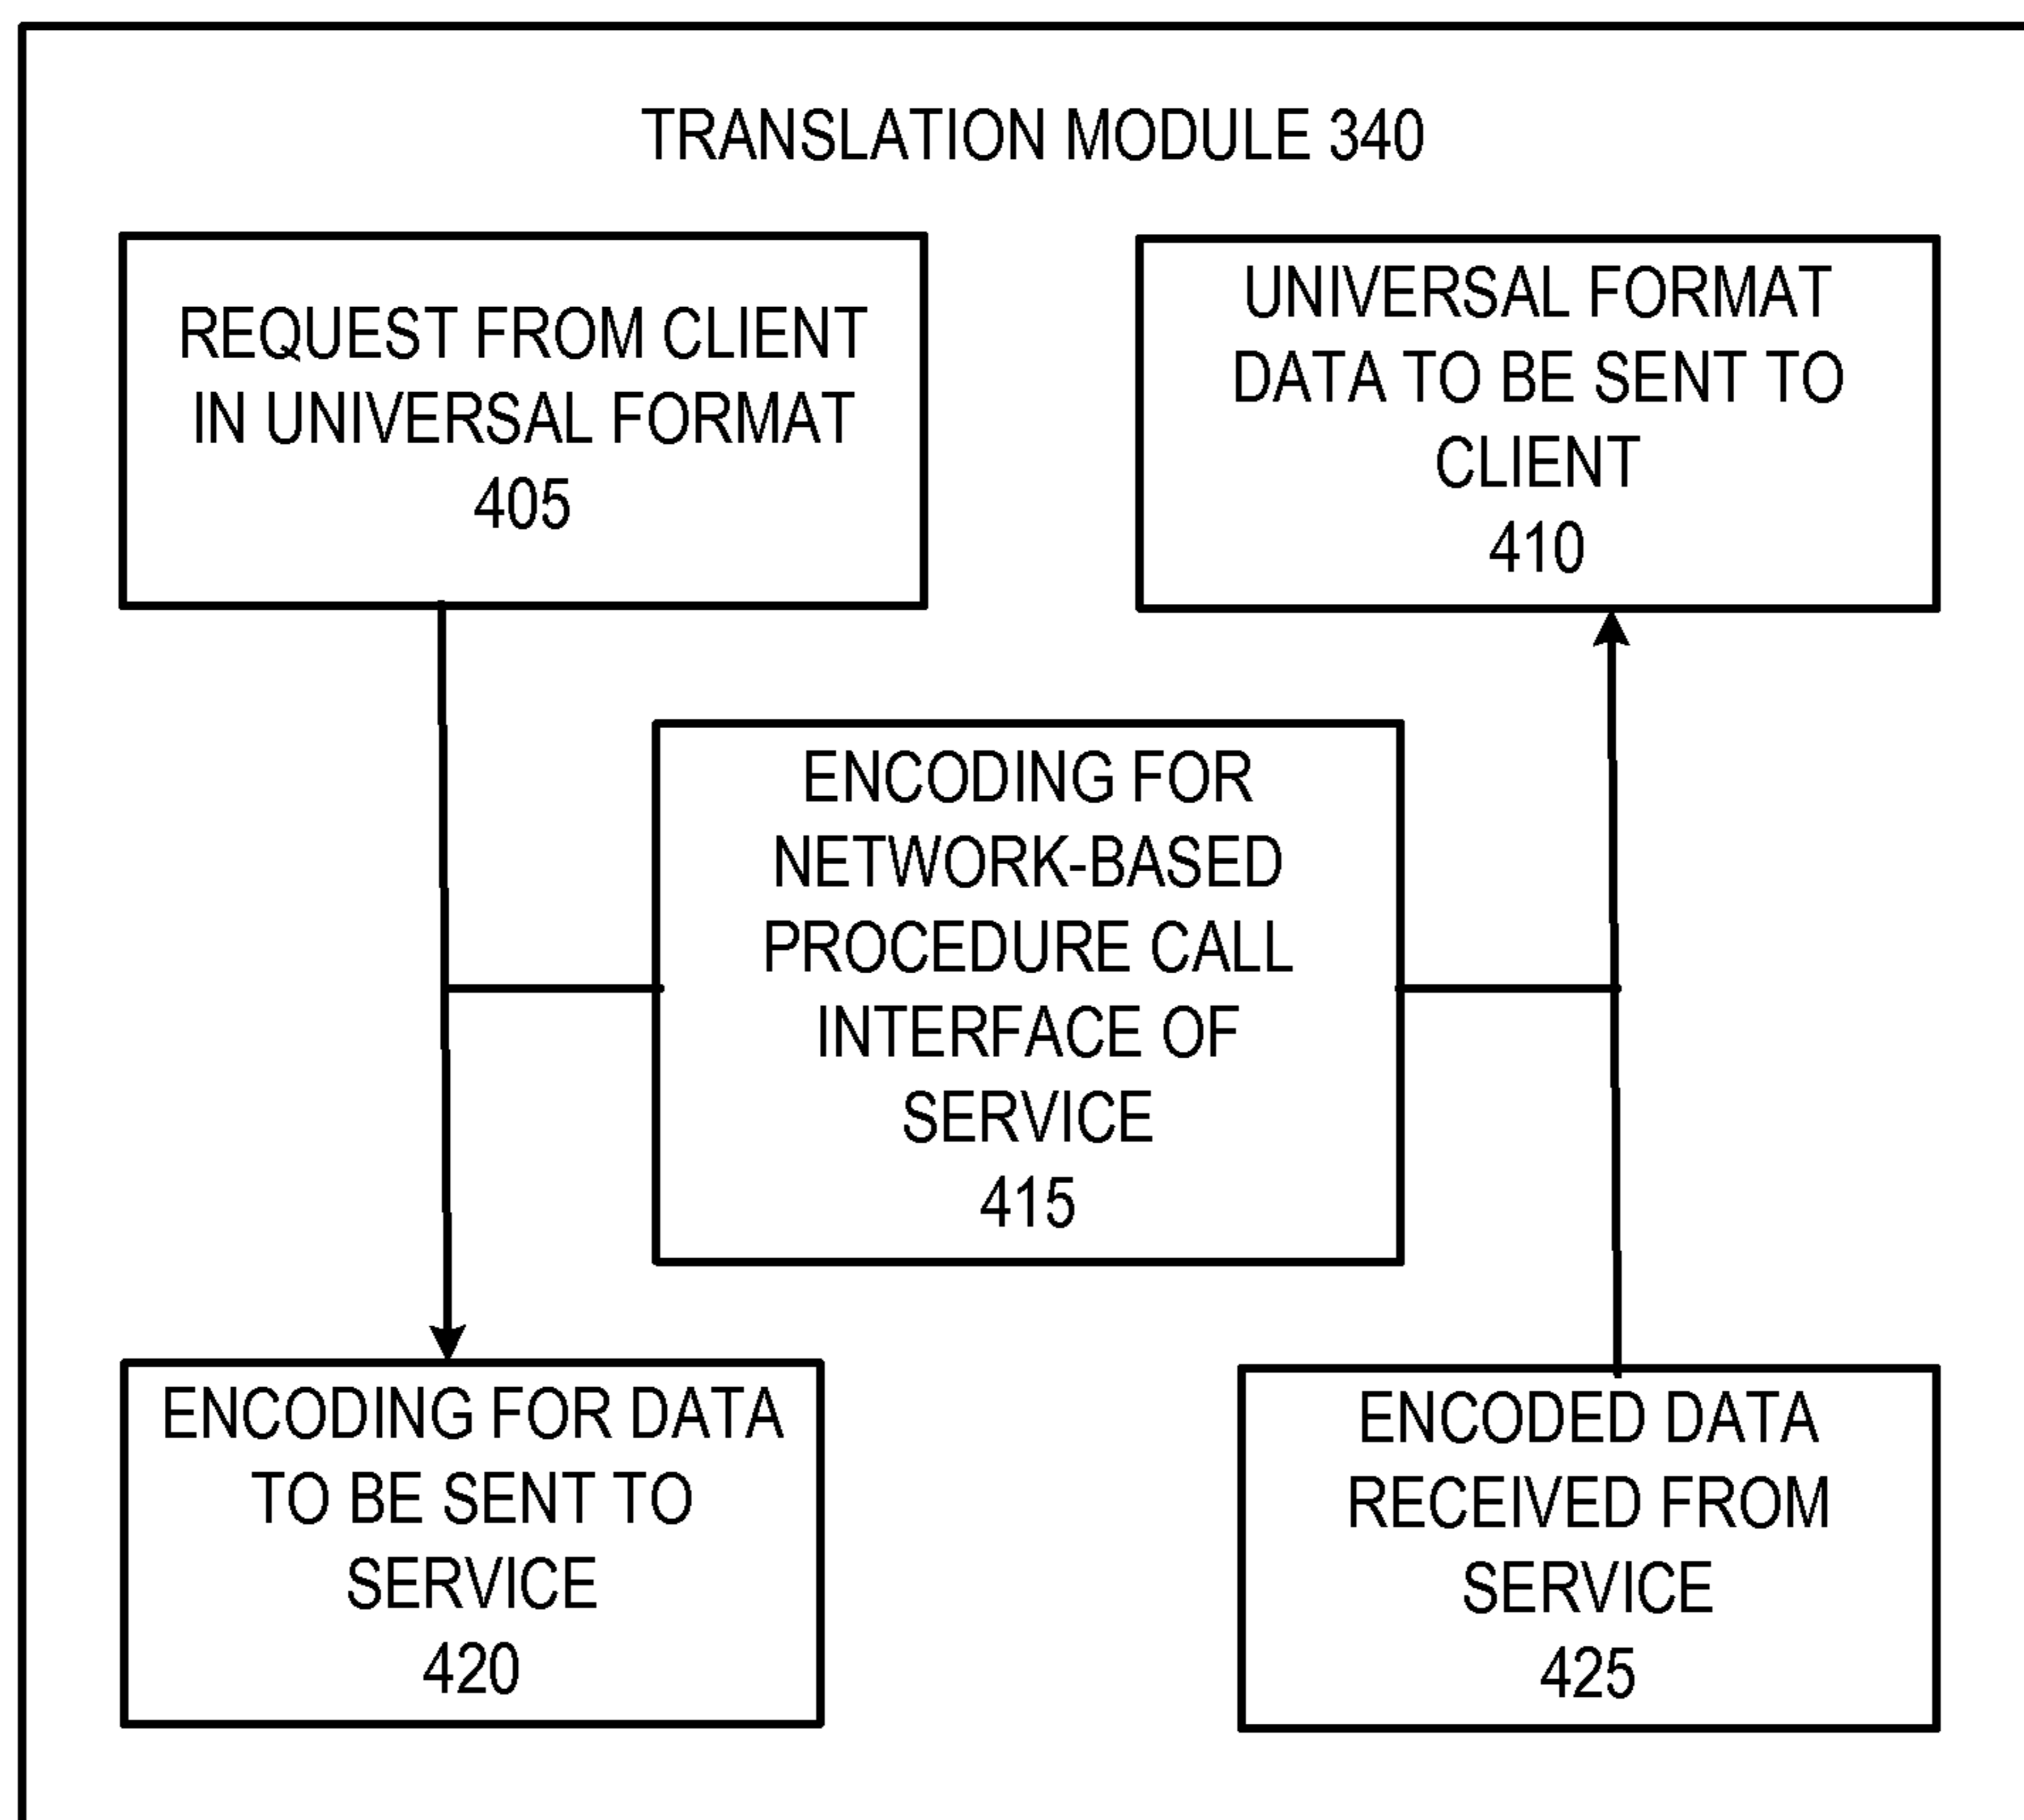 TRANSLATION MODULE 340
REQUEST FROM CLIENT
IN UNIVERSAL FORMAT
405
UNIVERSAL FORMAT
DATA TO BE SENT TO
CLIENT
410
ENCODING FOR
NETWORK-BASED
PROCEDURE CALL
INTERFACE OF
SERVICE
415
ENCODING FOR DATA
TO BE SENT TO
SERVICE
420
ENCODED DATA
RECEIVED FROM
SERVICE
425